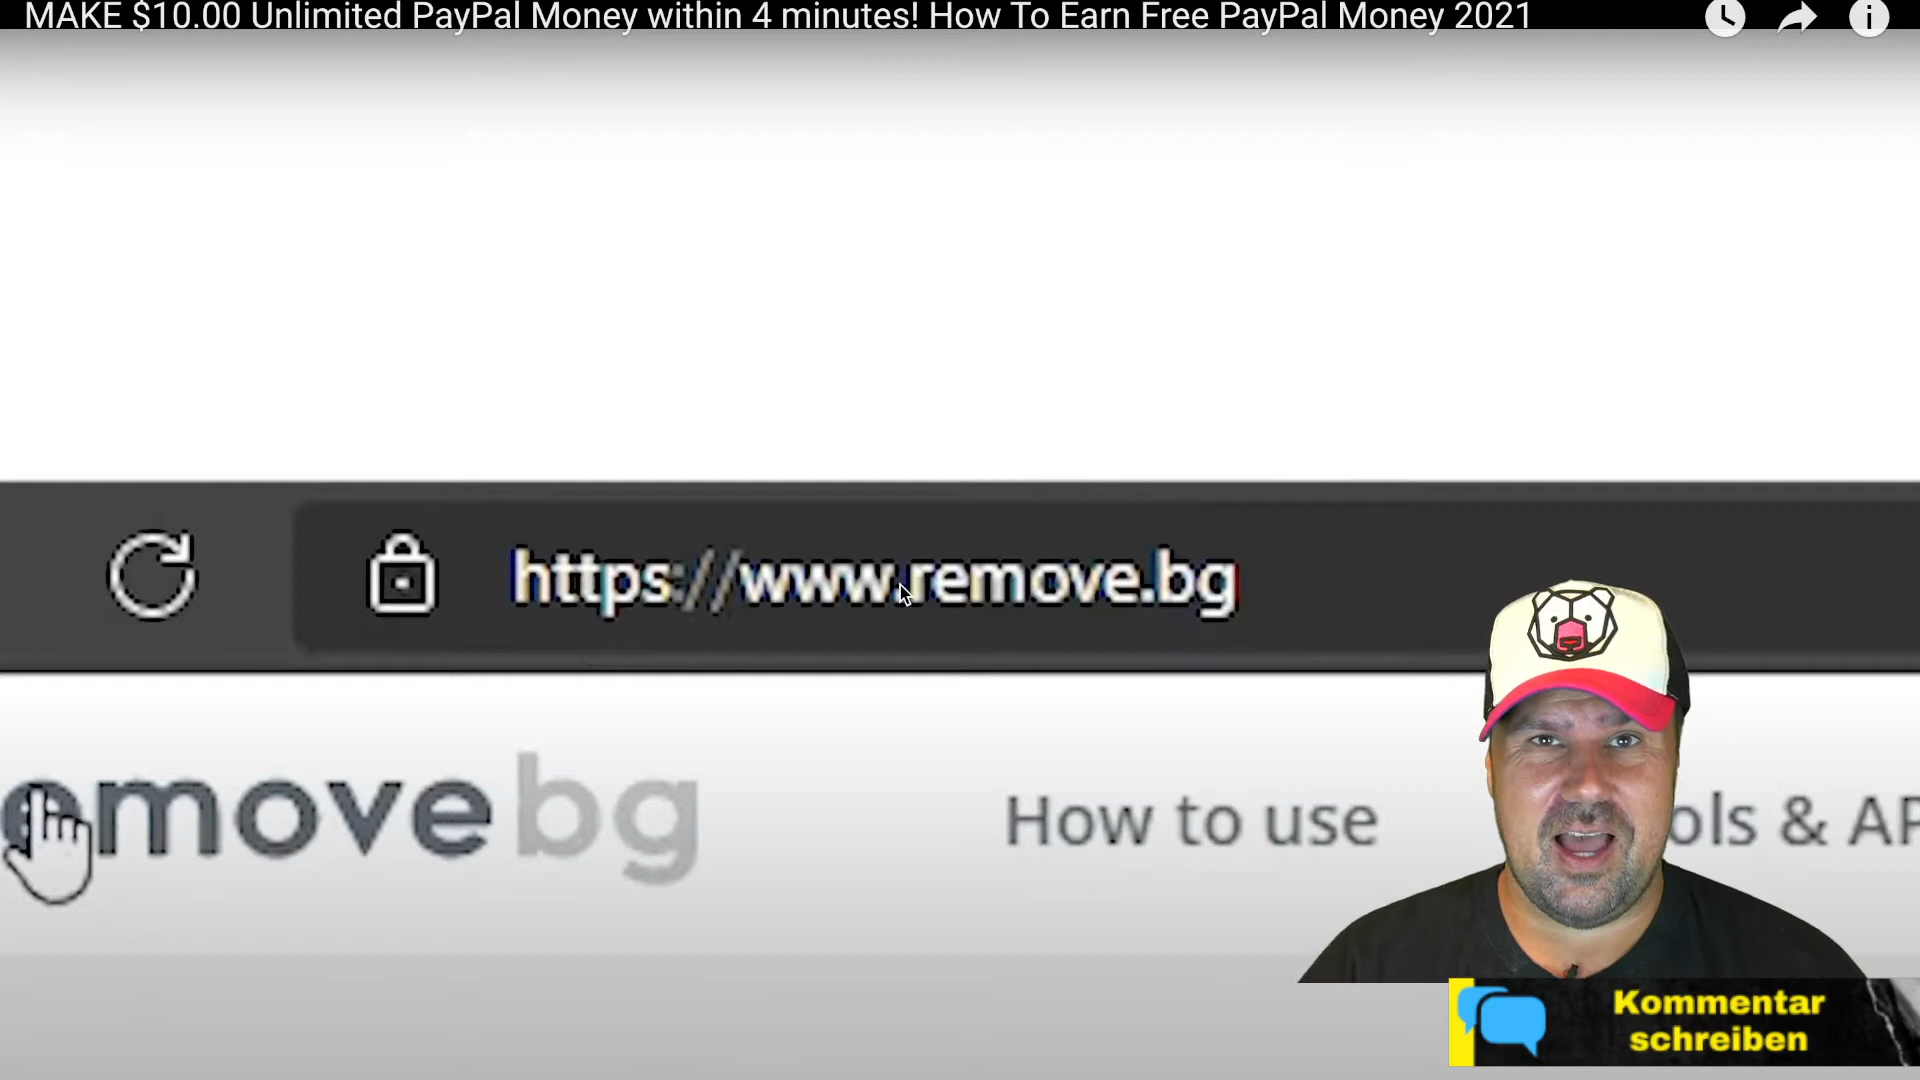 MAKE $10.00 Unlimited PayPal Money within 4 minutes! How To Earn Free PayPal Money 2021
https://www.remove.bg
emove bg How to use ols & AP
Kommentar
schreiben